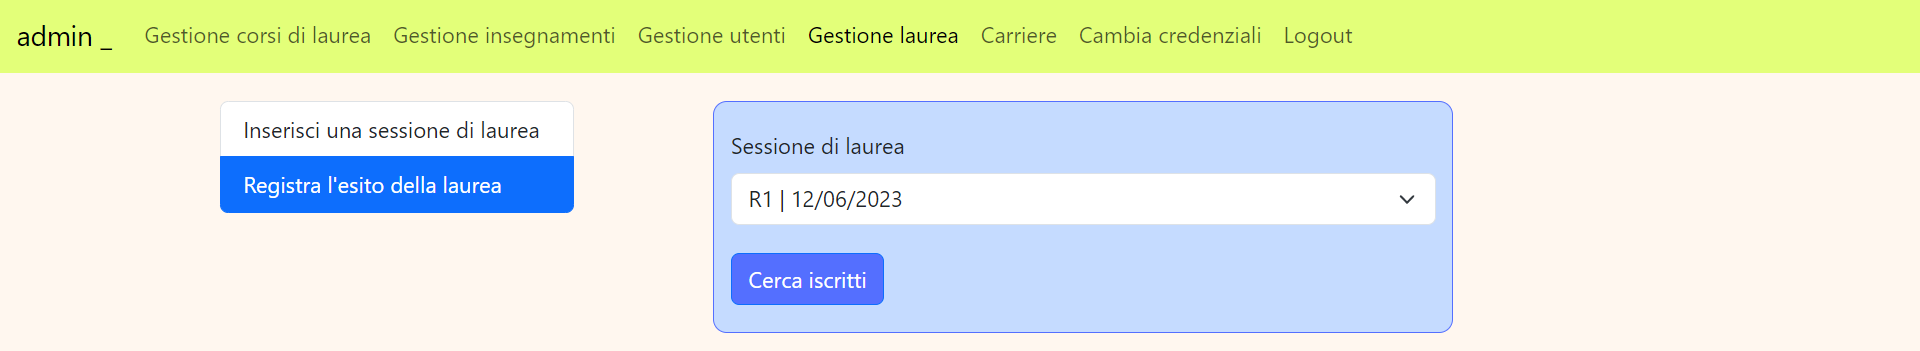 admin _ Gestione corsi di laurea Gestione insegnamenti Gestione utenti Gestione laurea Carriere Cambia credenziali Logout
Inserisci una sessione di laurea
Registra l'esito della laurea
Sessione di laurea
R1 | 12/06/2023
Cerca iscritti